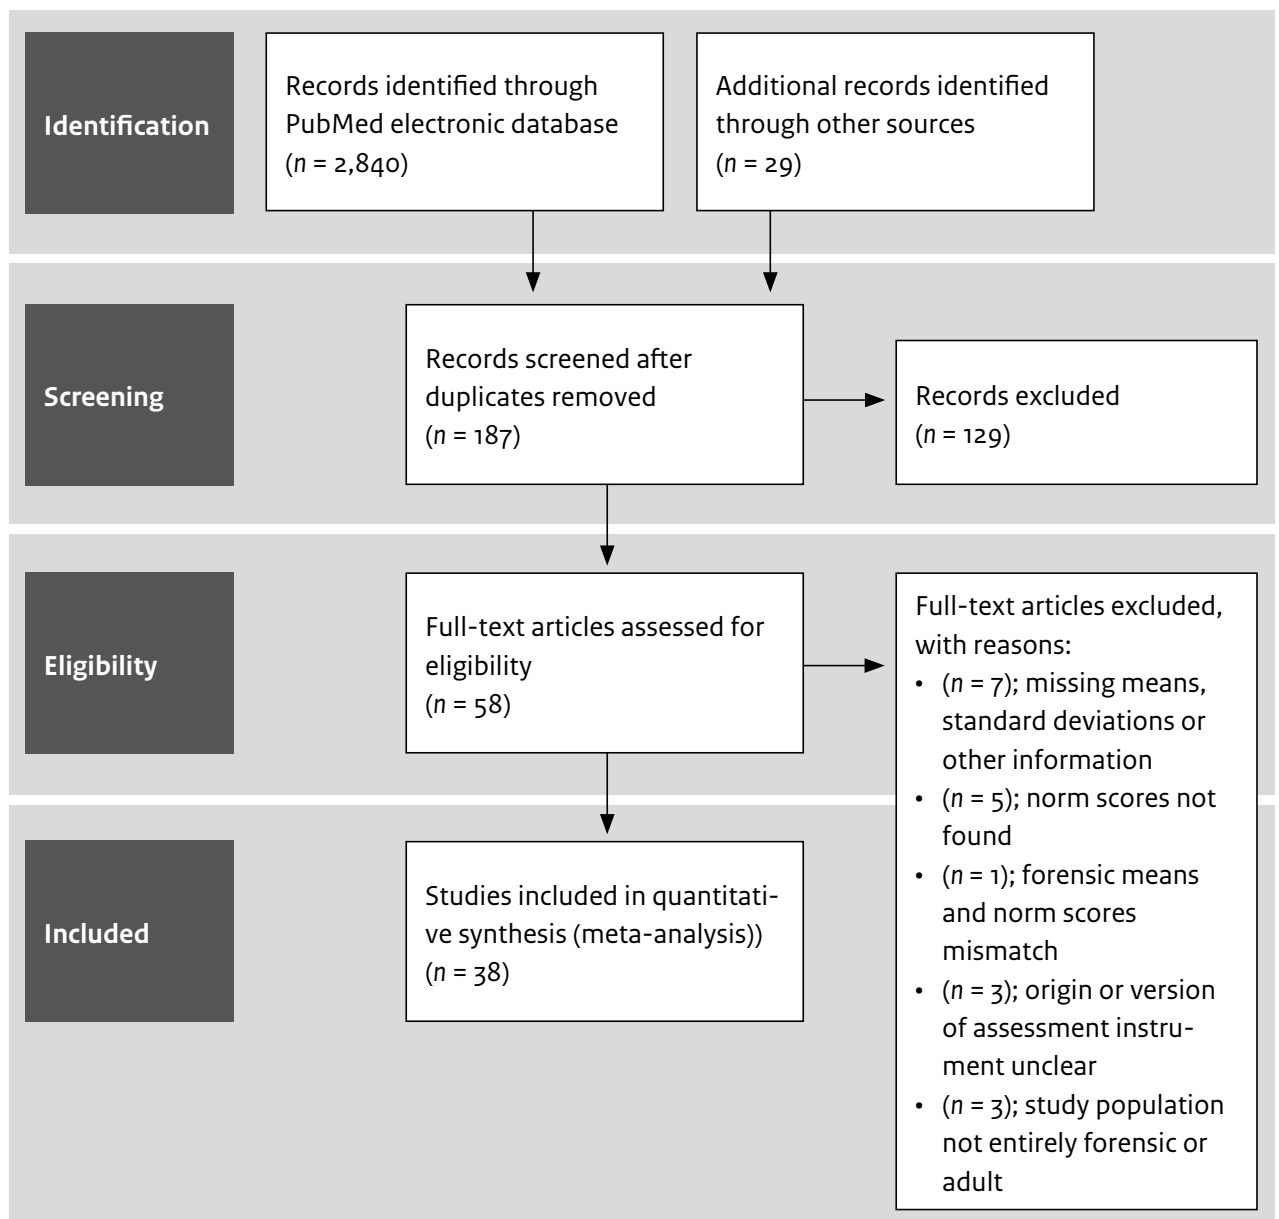 Identification
Records identified through
PubMed electronic database
(n = 2,840)
Additional records identified
through other sources
(n = 29)
Screening
Records screened after
duplicates removed
(n = 187)
Records excluded
(n = 129)
Eligibility
Full-text articles assessed for
eligibility
(n = 58)
Full-text articles excluded,
with reasons:
• (n = 7); missing means,
standard deviations or
other information
• (n = 5); norm scores not
found
• (n = 1); forensic means
and norm scores
mismatch
• (n = 3); origin or version
of assessment instru-
ment unclear
• (n = 3); study population
not entirely forensic or
adult
Included
Studies included in quantitati-
ve synthesis (meta-analysis))
(n = 38)